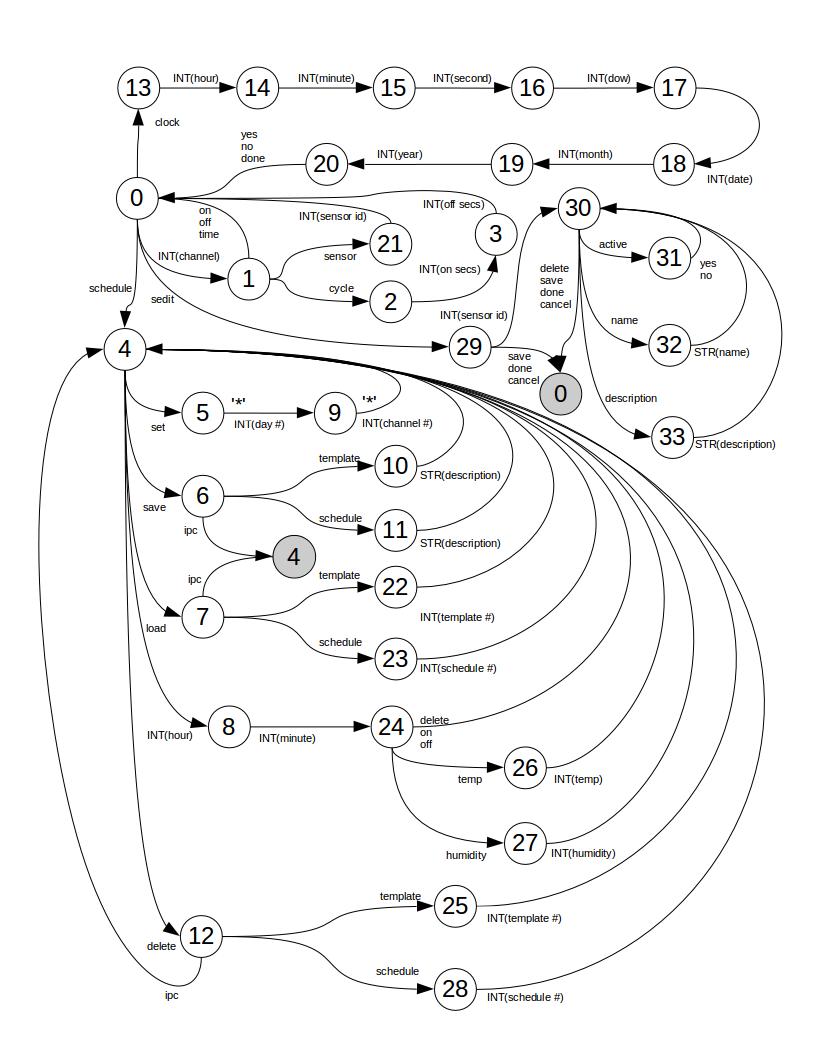 13
INT(hour)
14
INT(minute)
15
INT(second)
16
INT(dow)
17
clock
yes
no
done
20
INT(year)
19
INT(month)
18
INT(date)
0
on
off
time
INT(off secs)
INT(sensor id)
30
3
21
INT(channel)
sensor
active
31
yes
no
1
INT(on secs)
delete
save
done
cancel
schedule
sedit
cycle
2
INT(sensor id)
name
4
29
save
done
cancel
32
STR(name)
0
description
5
'*'
INT(day #)
9
'*'
INT(channel #)
set
33
STR(description)
template
10
STR(description)
6
save
schedule
11
STR(description)
ipc
4
ipc
template
22
INT(template #)
7
load
schedule
23
INT(schedule #)
8
INT(hour)
INT(minute)
24
delete
on
off
temp
26
INT(temp)
humidity
27
INT(humidity)
template
25
INT(template #)
12
delete
schedule
28
INT(schedule #)
ipc